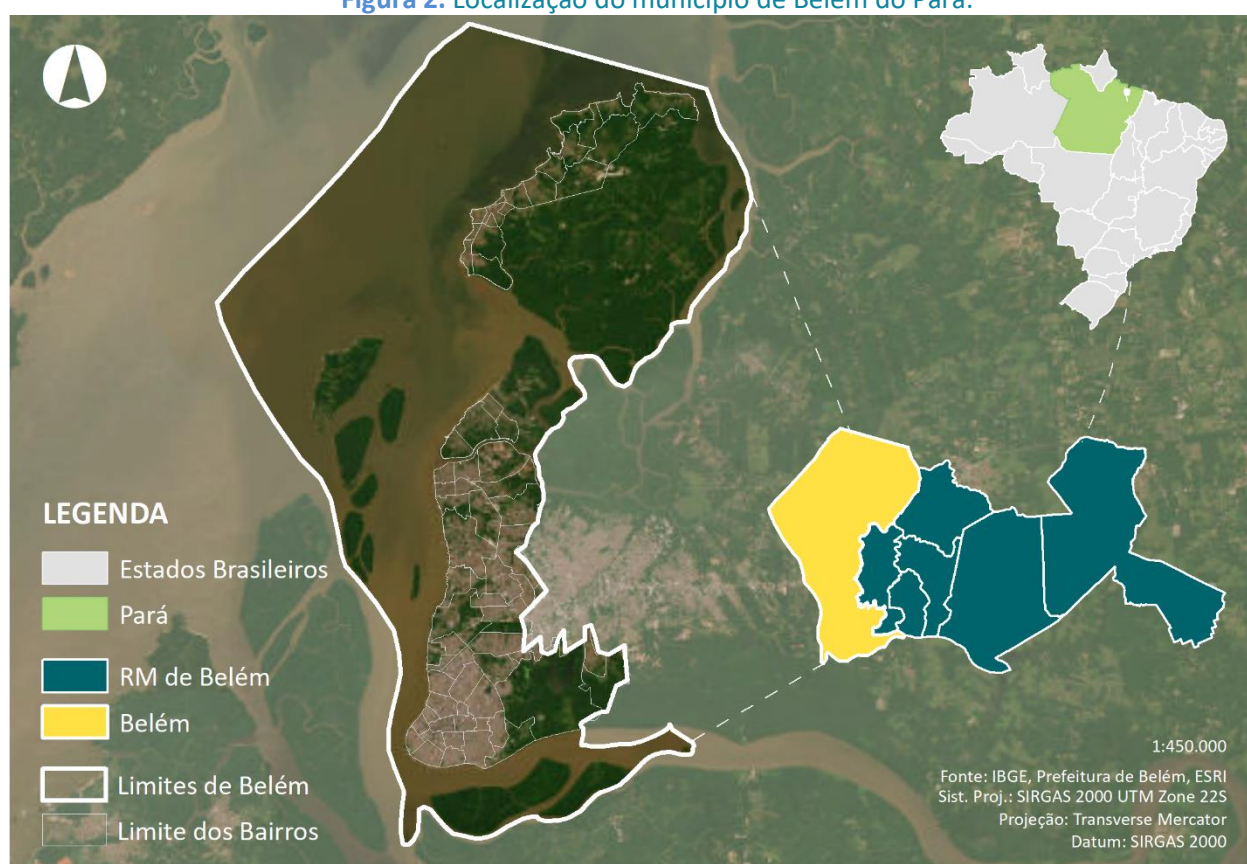 Figura 2. Localização do município de Belém do Pará.
LEGENDA
Estados Brasileiros
Pará
RM de Belém
Belém
Limites de Belém
Limite dos Bairros
1:450.000
Fonte: IBGE, Prefeitura de Belém, ESRI
Sist. Proj.: SIRGAS 2000 UTM Zone 22S
Projeção: Transverse Mercator
Datum: SIRGAS 2000